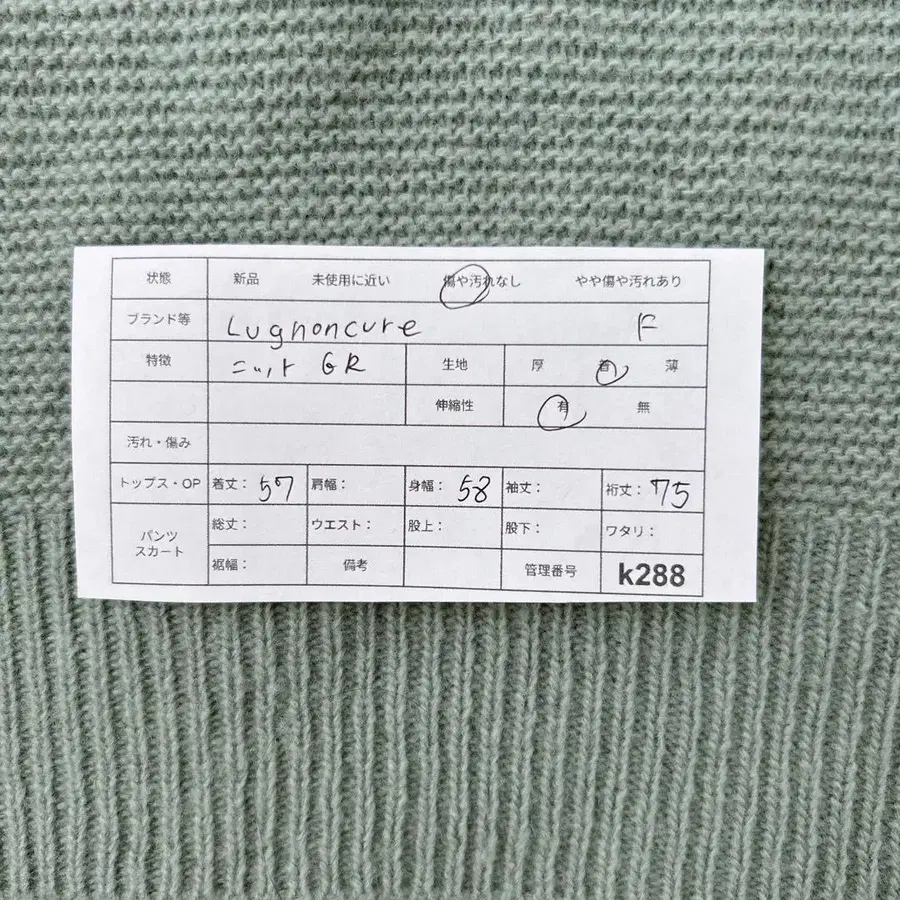 状態 新品 未使用に近い 傷や汚れなし やや傷や汚れあり
ブランド等 Lugnoncure F
特徴 ニット GR 生地 厚 着 薄
伸縮性 有 無
汚れ・傷み
トップス・OP 着丈: 57 肩幅: 身幅: 58 袖丈: 裄丈: 75
パンツ スカート 総丈: ウエスト: 股上: 股下: ワタリ:
裾幅: 備考 管理番号 k288